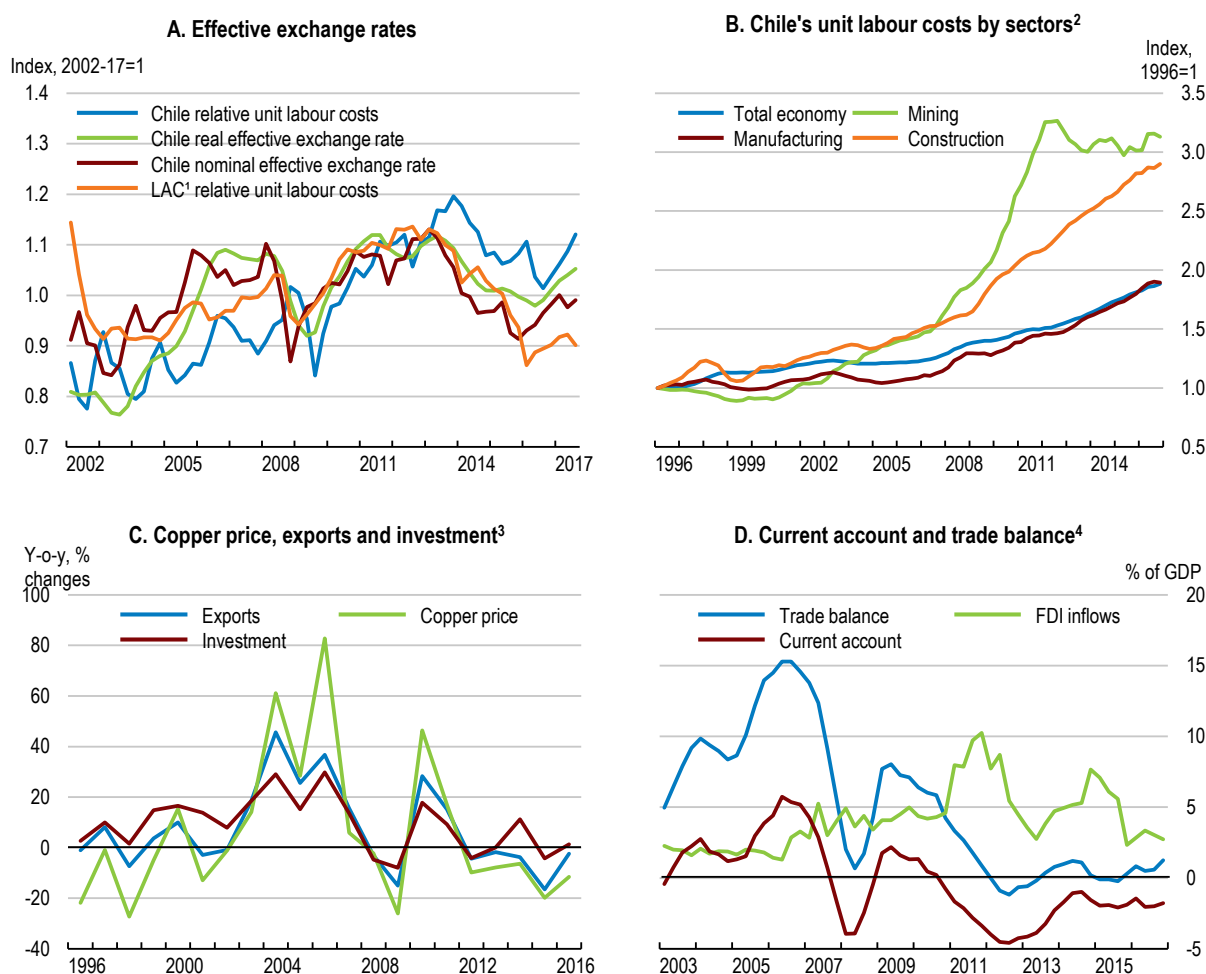 A. Effective exchange rates
Index, 2002-17=1
1.4
1.3
1.2
1.1
1.0
0.9
0.8
0.7
Chile relative unit labour costs
Chile real effective exchange rate
Chile nominal effective exchange rate
LAC¹ relative unit labour costs
2002 2005 2008 2011 2014 2017
B. Chile's unit labour costs by sectors²
Index,
1996=1
3.5
3.0
2.5
2.0
1.5
1.0
0.5
Total economy Mining
Manufacturing Construction
1996 1999 2002 2005 2008 2011 2014
C. Copper price, exports and investment³
Y-o-y, %
changes
100
80
60
40
20
0
-20
-40
Exports Copper price
Investment
1996 2000 2004 2008 2012 2016
D. Current account and trade balance⁴
% of GDP
20
15
10
5
0
-5
Trade balance FDI inflows
Current account
2003 2005 2007 2009 2011 2013 2015